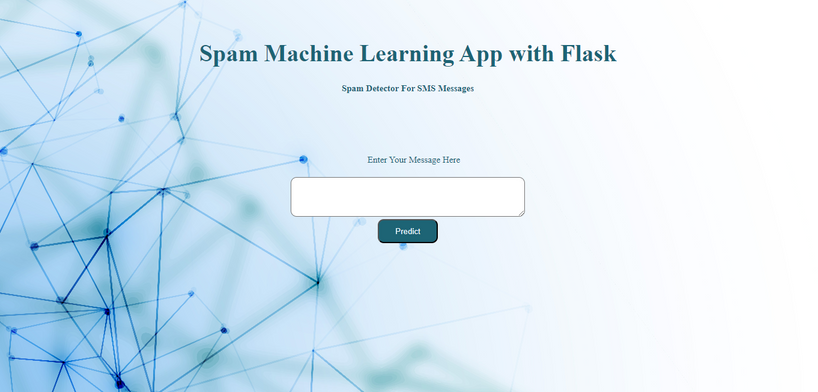 Spam Machine Learning App with Flask
Spam Detector For SMS Messages
Enter Your Message Here
Predict